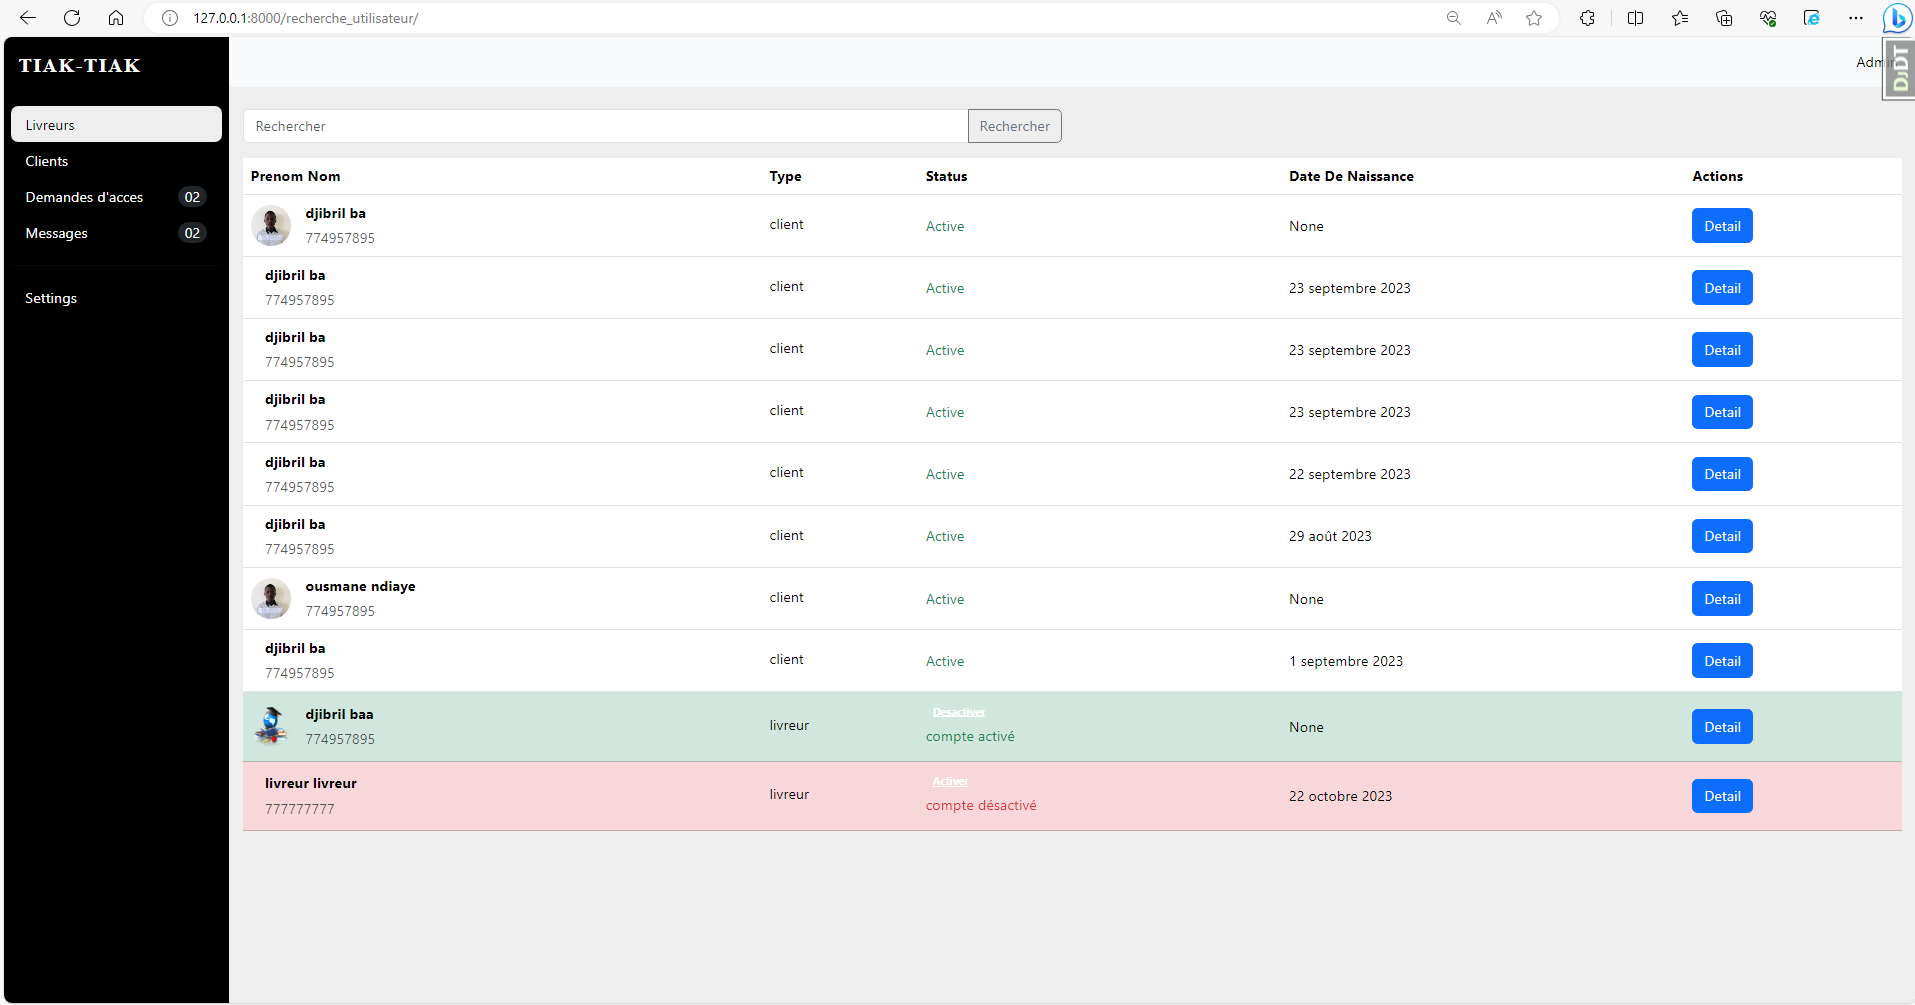 127.0.0.1:8000/recherche_utilisateur/
TIAK-TIAK
Livreurs
Clients
Demandes d'acces 02
Messages 02
Settings
DjDT
Rechercher Rechercher
Prenom Nom Type Status Date De Naissance Actions
djibril ba
774957895 client Active None Detail
djibril ba
774957895 client Active 23 septembre 2023 Detail
djibril ba
774957895 client Active 23 septembre 2023 Detail
djibril ba
774957895 client Active 23 septembre 2023 Detail
djibril ba
774957895 client Active 22 septembre 2023 Detail
djibril ba
774957895 client Active 29 août 2023 Detail
ousmane ndiaye
774957895 client Active None Detail
djibril ba
774957895 client Active 1 septembre 2023 Detail
djibril baa
774957895 livreur Desactiver
compte activé None Detail
livreur livreur
777777777 livreur Activer
compte désactivé 22 octobre 2023 Detail